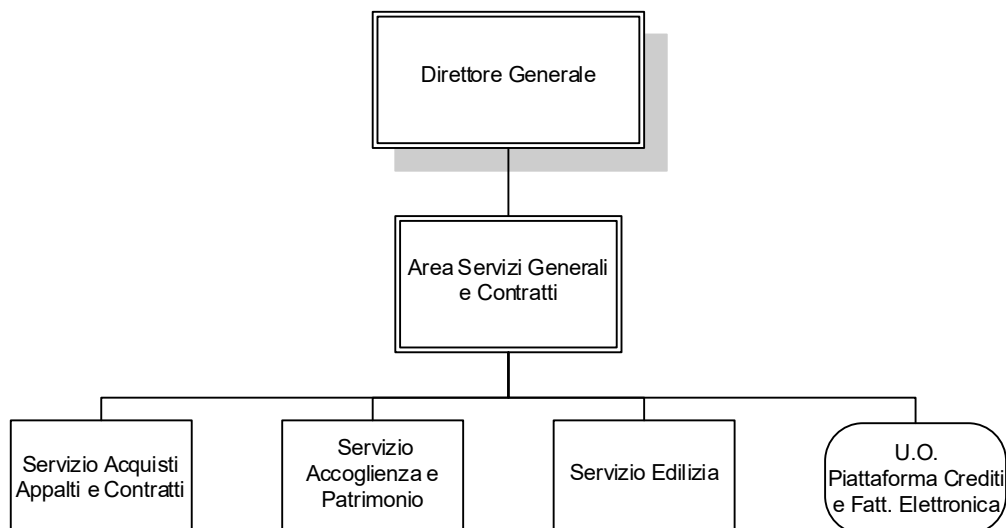 Direttore Generale
Area Servizi Generali
e Contratti
Servizio Acquisti
Appalti e Contratti
Servizio
Accoglienza e
Patrimonio
Servizio Edilizia
U.O.
Piattaforma Crediti
e Fatt. Elettronica